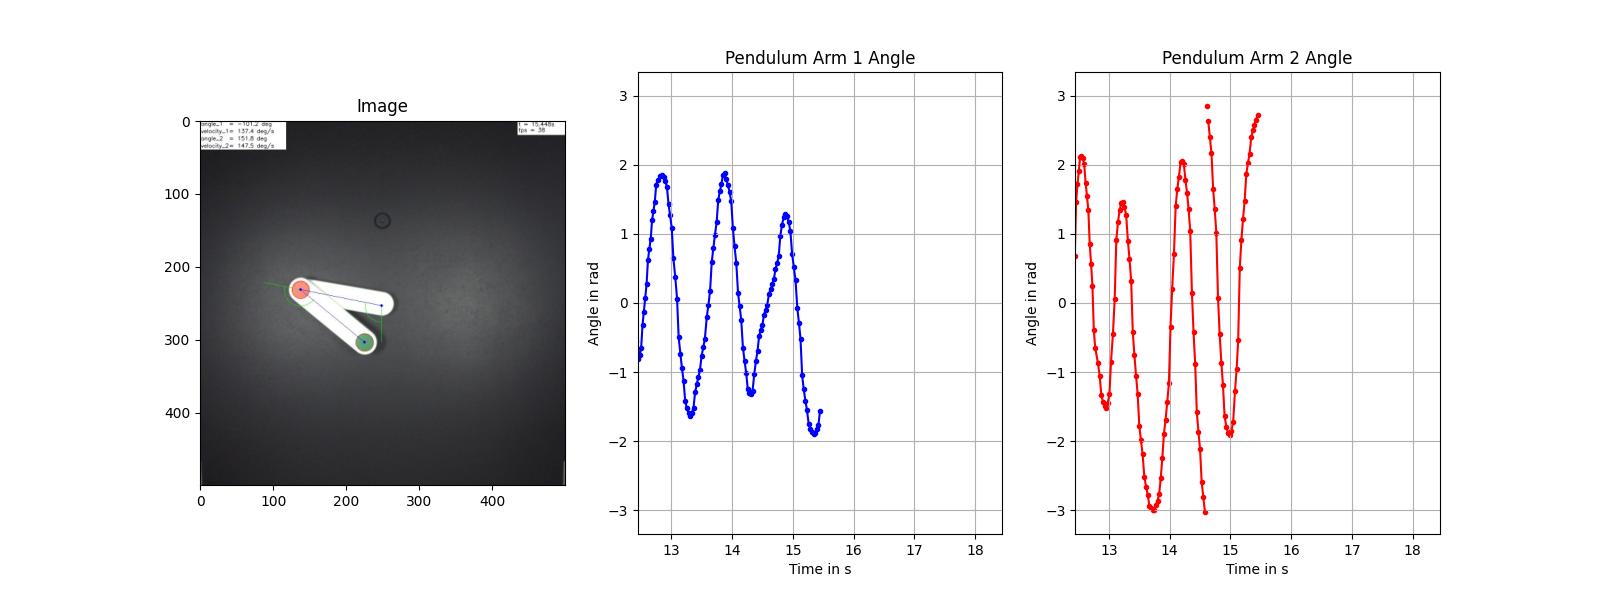 Image
angle_1 = -101.2 deg
velocity_1= 137.4 deg/s
angle_2 = 151.8 deg
velocity_2= 147.5 deg/s
t = 15.448s
fps = 38
0
100
200
300
400
0 100 200 300 400
Pendulum Arm 1 Angle
Angle in rad
3
2
1
0
−1
−2
−3
13 14 15 16 17 18
Time in s
Pendulum Arm 2 Angle
Angle in rad
3
2
1
0
−1
−2
−3
13 14 15 16 17 18
Time in s